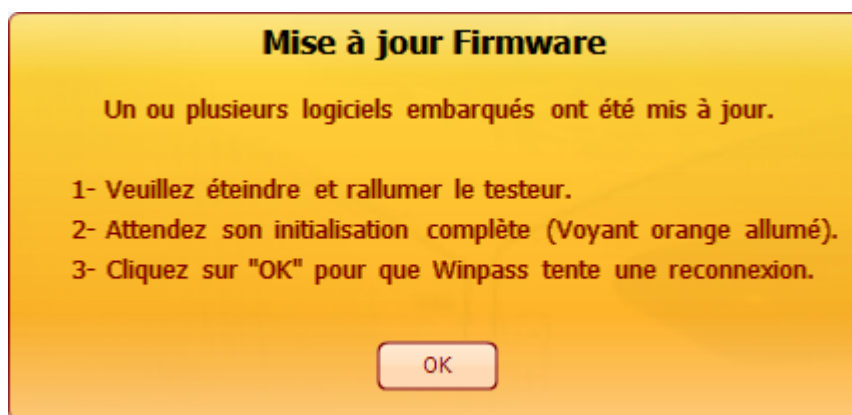 Mise à jour Firmware
Un ou plusieurs logiciels embarqués ont été mis à jour.
1- Veuillez éteindre et rallumer le testeur.
2- Attendez son initialisation complète (Voyant orange allumé).
3- Cliquez sur "OK" pour que Winpass tente une reconnexion.
OK